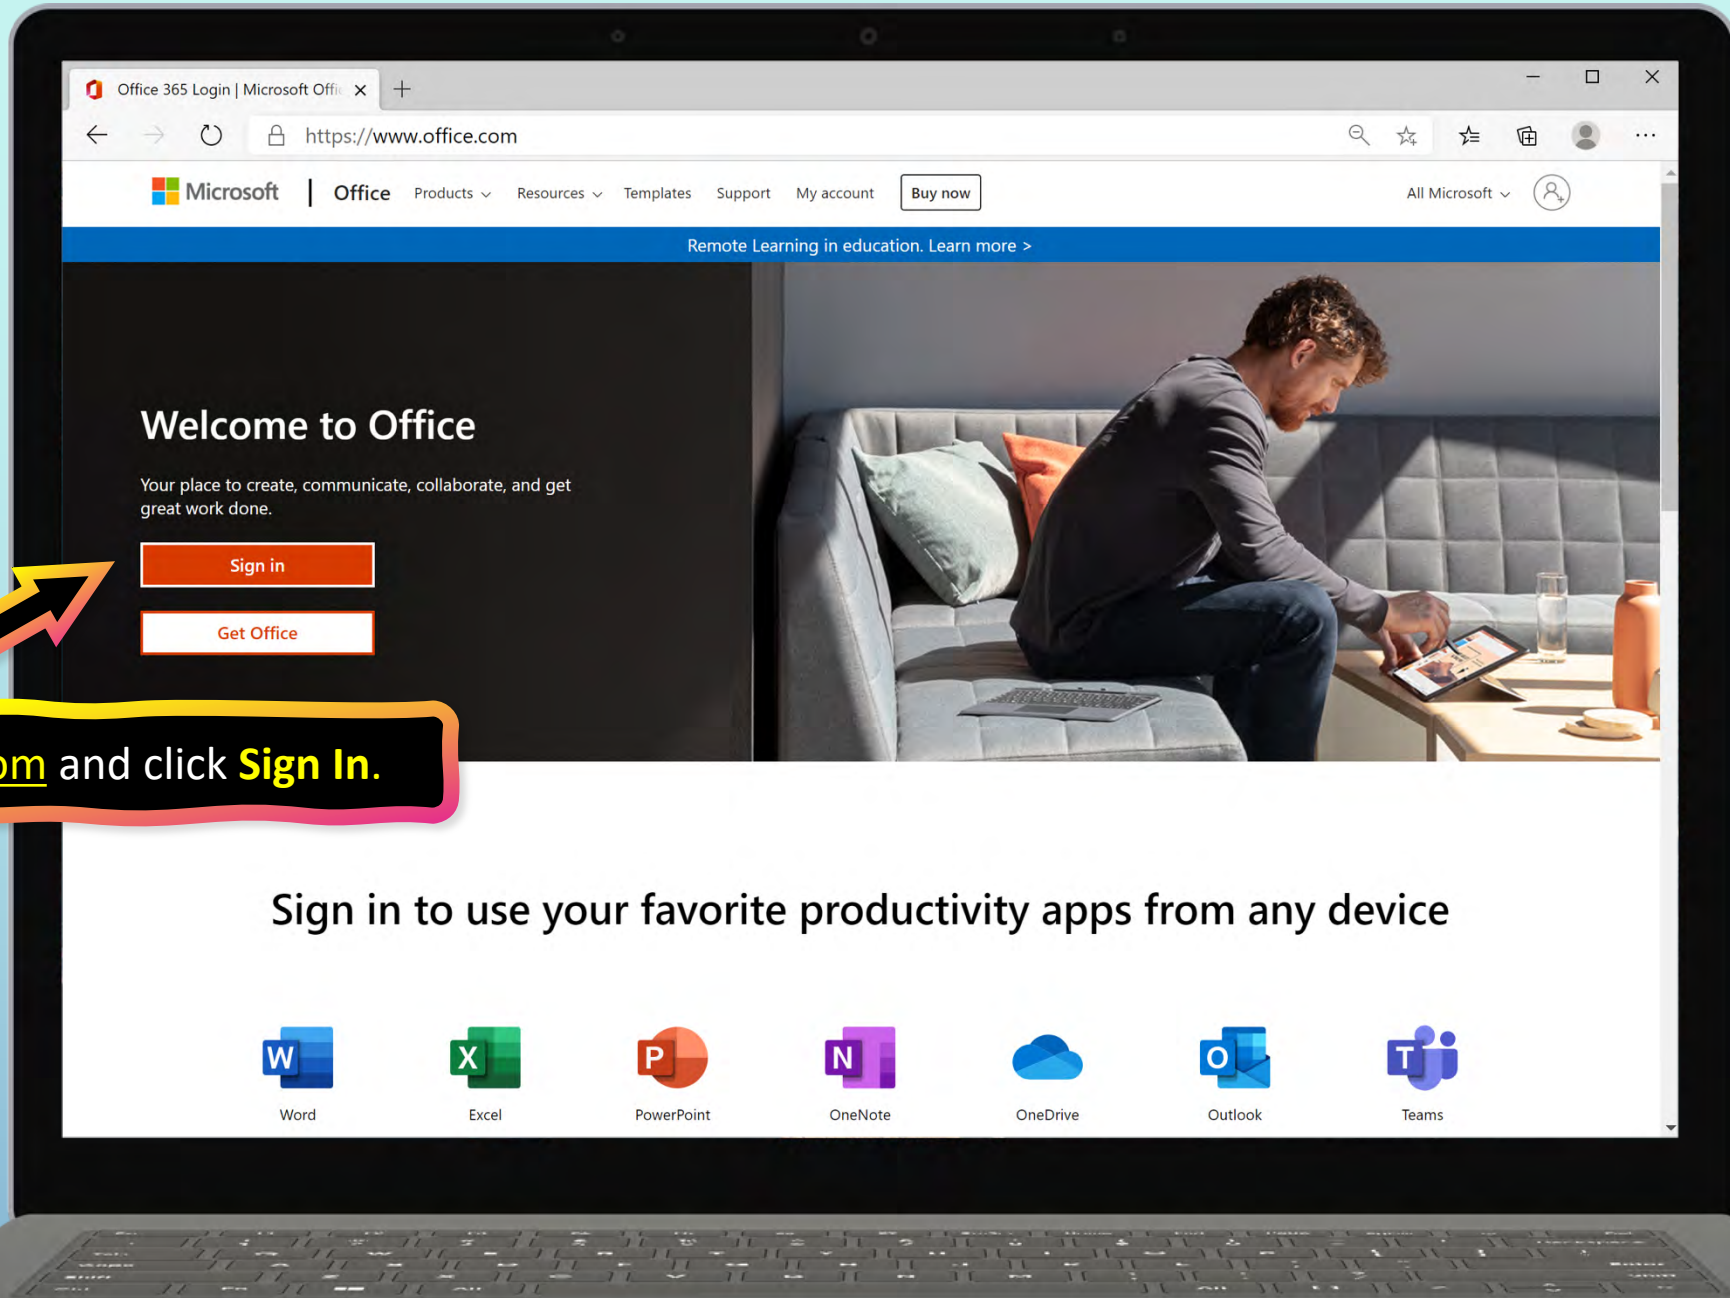 Office 365 Login | Microsoft Offi
https://www.office.com
Microsoft | Office Products Resources Templates Support My account Buy now All Microsoft
Remote Learning in education. Learn more >
Welcome to Office
Your place to create, communicate, collaborate, and get
great work done.
Sign in
Get Office
om and click Sign In.
Sign in to use your favorite productivity apps from any device
W X P N O T
Word Excel PowerPoint OneNote OneDrive Outlook Teams